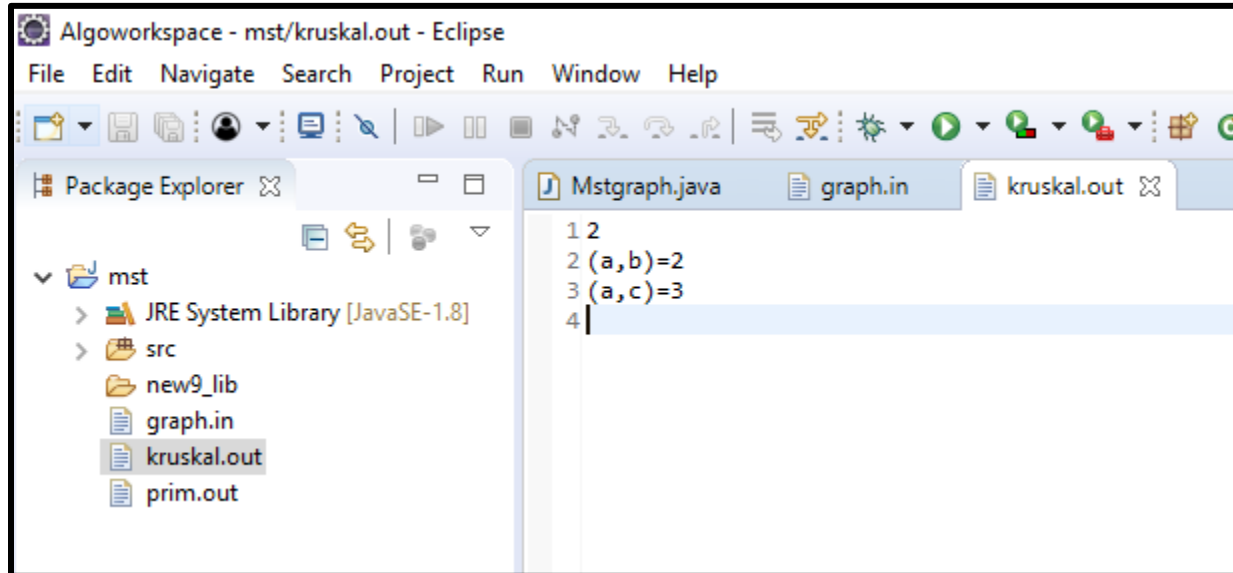 Algoworkspace - mst/kruskal.out - Eclipse
File Edit Navigate Search Project Run Window Help
Package Explorer
Mstgraph.java graph.in kruskal.out
mst
JRE System Library [JavaSE-1.8]
src
new9_lib
graph.in
kruskal.out
prim.out
1 2
2 (a,b)=2
3 (a,c)=3
4